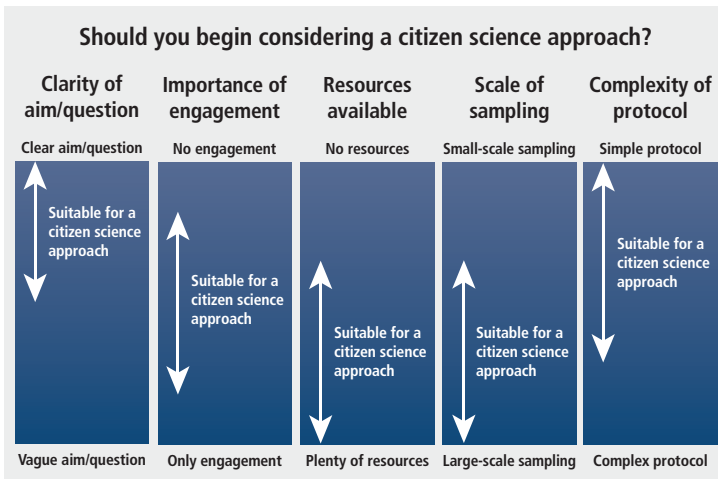 Should you begin considering a citizen science approach?
Clarity of
aim/question
Importance of
engagement
Resources
available
Scale of
sampling
Complexity of
protocol
Clear aim/question
No engagement
No resources
Small-scale sampling
Simple protocol
Suitable for a
citizen science
approach
Suitable for a
citizen science
approach
Suitable for a
citizen science
approach
Suitable for a
citizen science
approach
Suitable for a
citizen science
approach
Vague aim/question
Only engagement
Plenty of resources
Large-scale sampling
Complex protocol